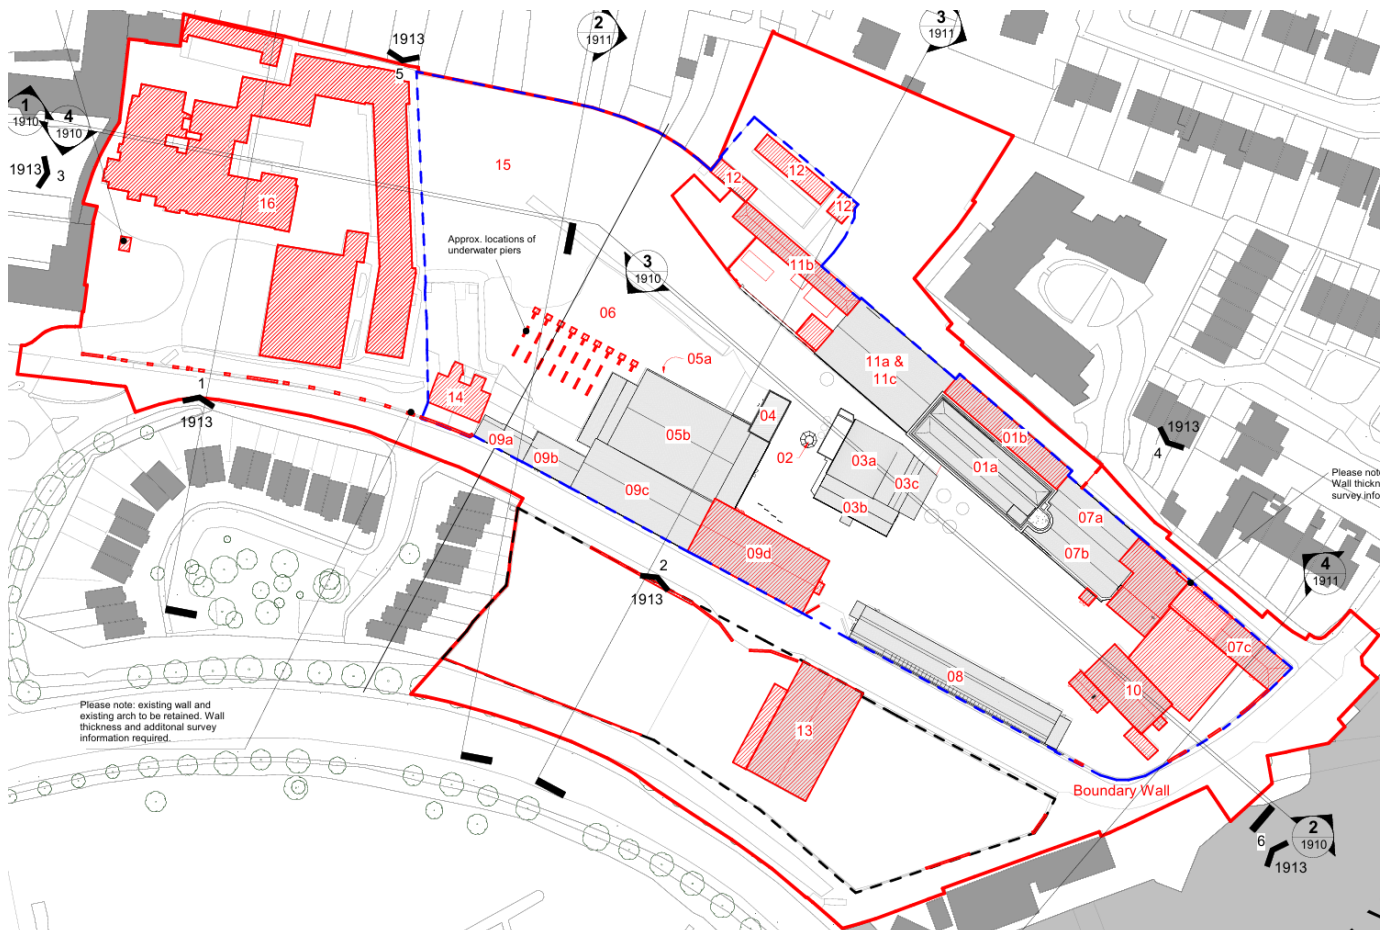 1913
5
2
1911
3
1911
1
1910
4
1910
1913
3
15
12
12
12
16
Approx. locations of
underwater piers
3
1910
11b
06
05a
11a &
11c
14
1
1913
04
09a
05b
09b
02
03a
01b
01a
09c
03c
03b
1913
4
Please note
Wall thickn
survey info
07a
07b
09d
2
1913
4
1911
07c
08
10
Please note: existing wall and
existing arch to be retained. Wall
thickness and additonal survey
information required.
13
Boundary Wall
2
1910
6
1913